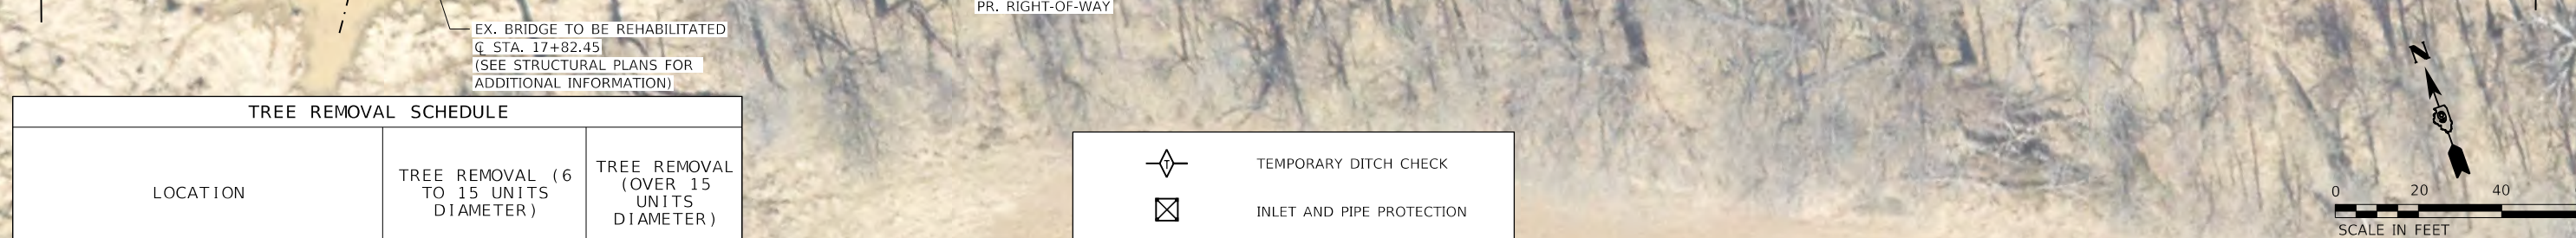 PR. RIGHT-OF-WAY
EX. BRIDGE TO BE REHABILITATED
℄ STA. 17+82.45
(SEE STRUCTURAL PLANS FOR
ADDITIONAL INFORMATION)
TREE REMOVAL SCHEDULE
LOCATION
TREE REMOVAL (6
TO 15 UNITS
DIAMETER)
TREE REMOVAL
(OVER 15
UNITS
DIAMETER)
T
TEMPORARY DITCH CHECK
INLET AND PIPE PROTECTION
N
0 20 40
SCALE IN FEET